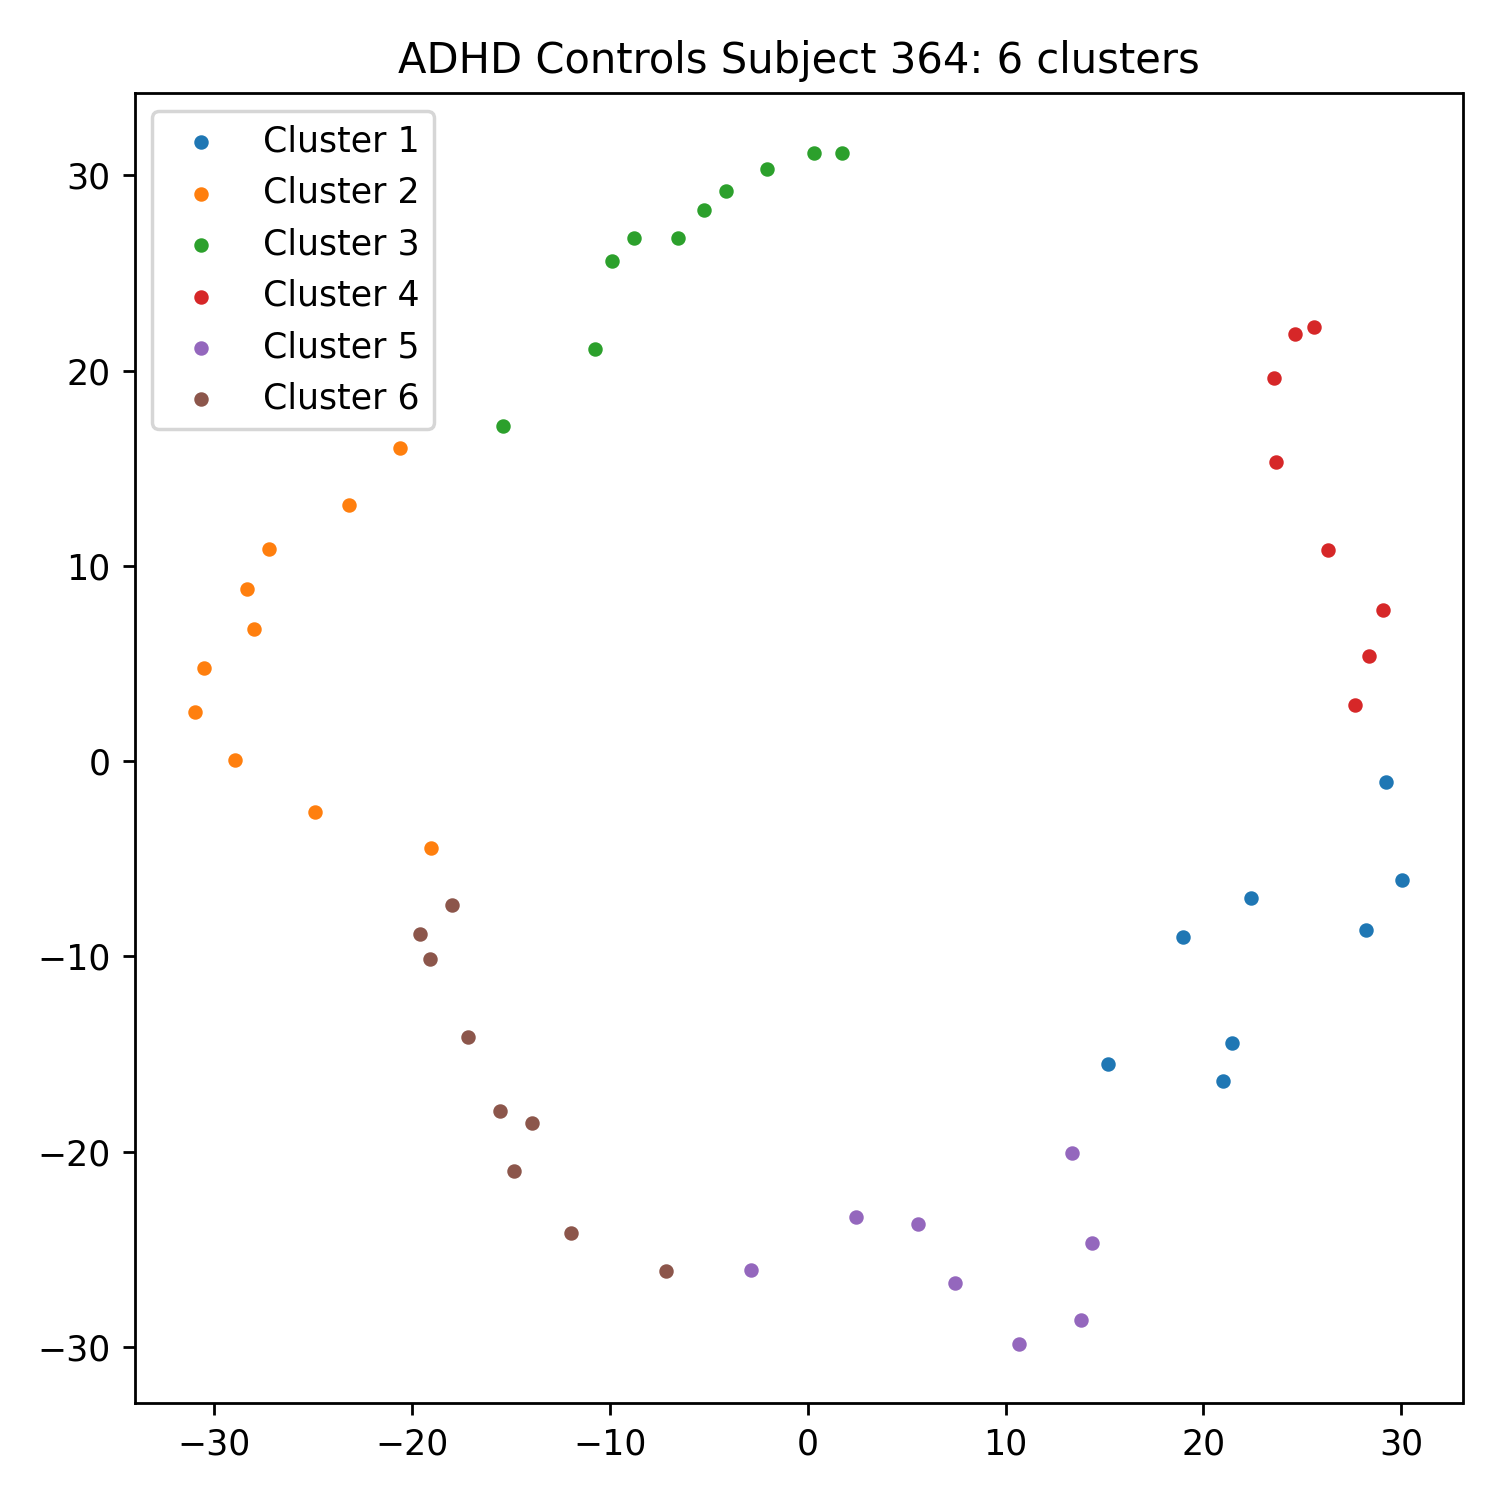 ADHD Controls Subject 364: 6 clusters
Cluster 1
Cluster 2
Cluster 3
Cluster 4
Cluster 5
Cluster 6
30
20
10
0
−10
−20
−30
−30 −20 −10 0 10 20 30